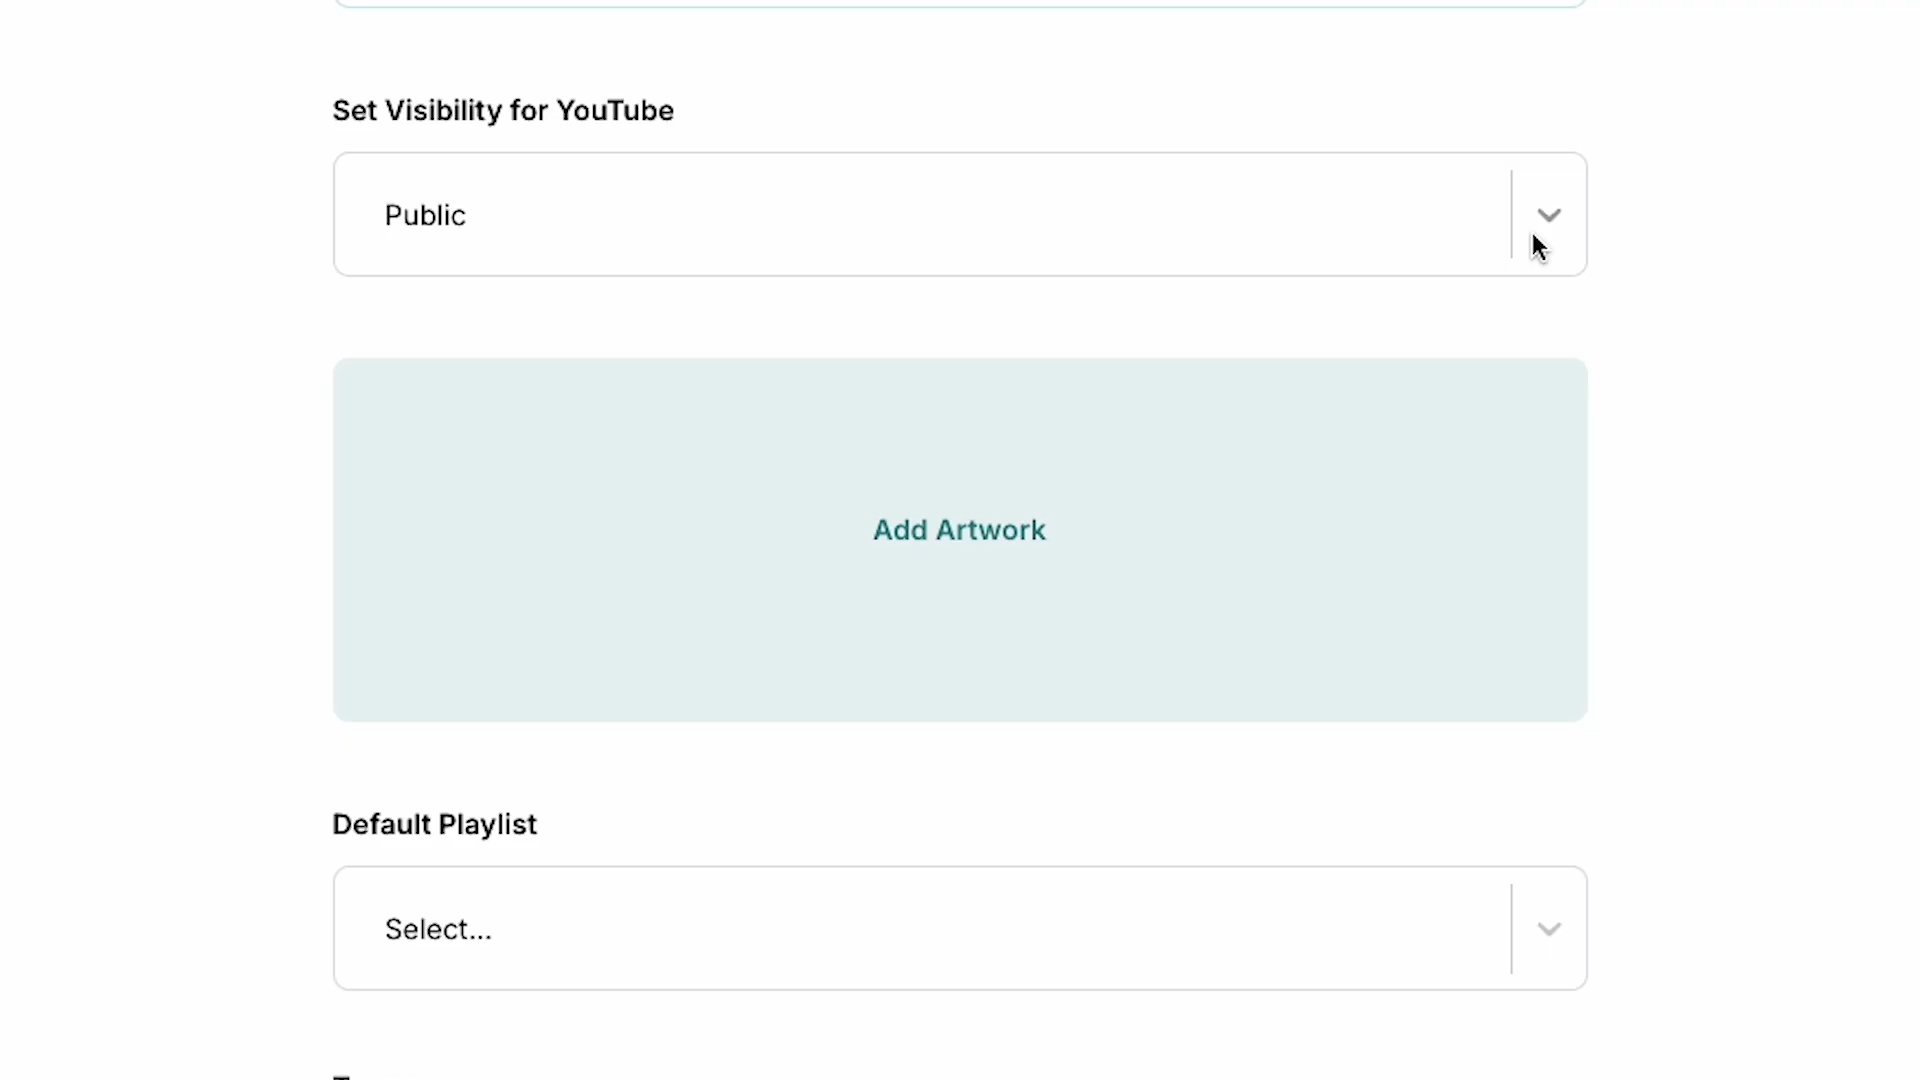 Set Visibility for YouTube
Public
Add Artwork
Default Playlist
Select...